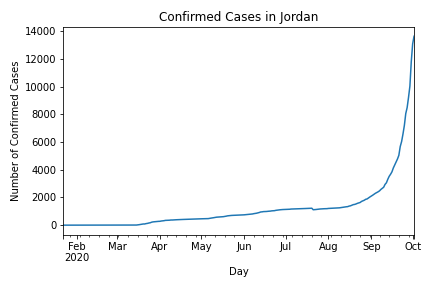 Confirmed Cases in Jordan
14000
12000
10000
8000
6000
4000
2000
0
Number of Confirmed Cases
Feb Mar Apr May Jun Jul Aug Sep Oct
2020
Day